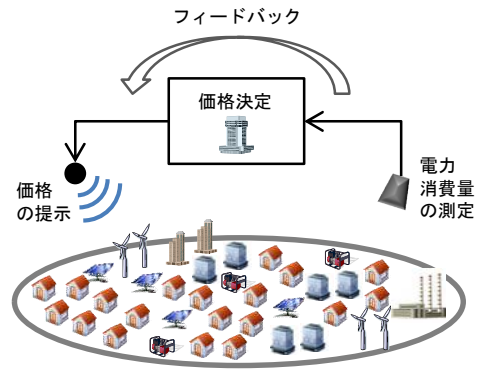 フィードバック
価格決定
価格
の提示
電力
消費量
の測定